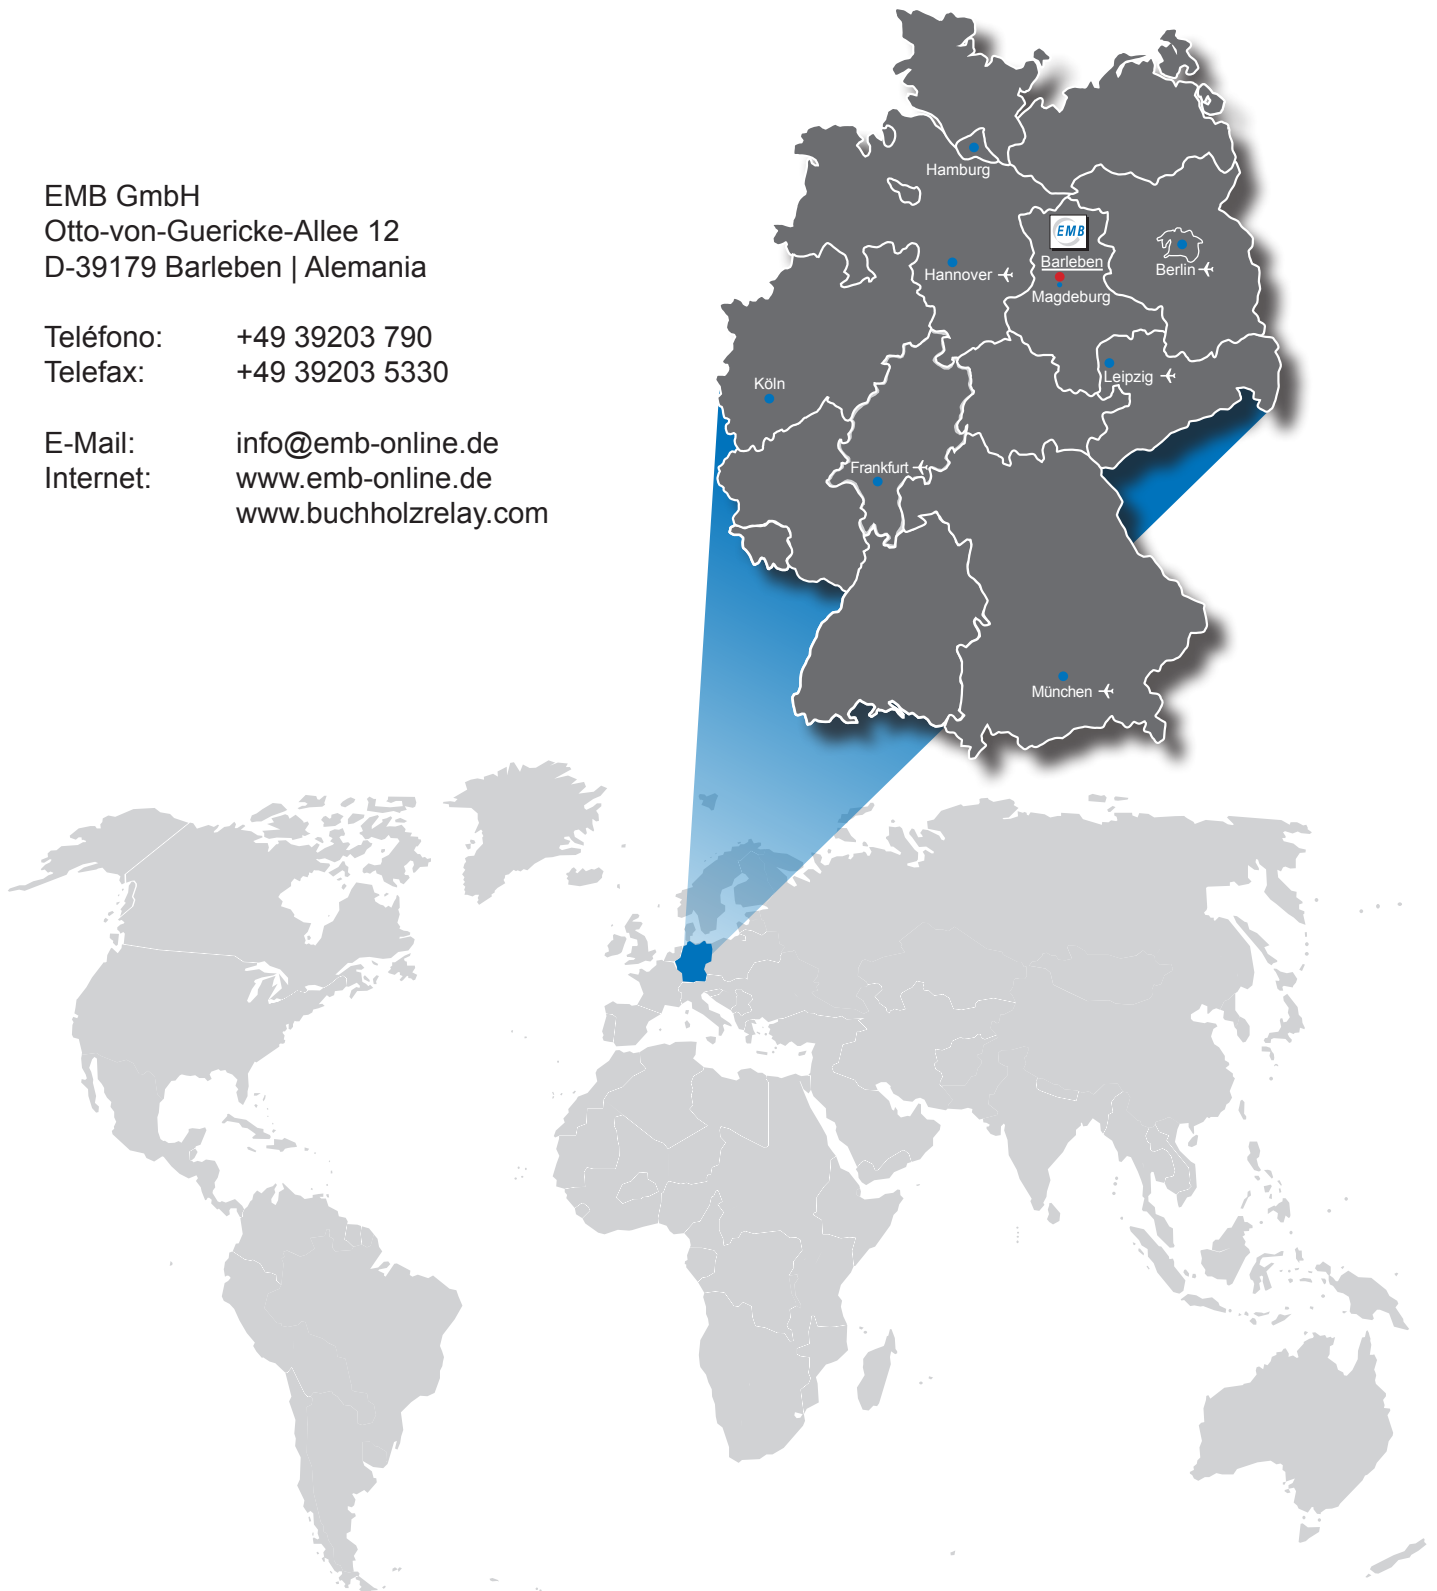 EMB GmbH
Otto-von-Guericke-Allee 12
D-39179 Barleben | Alemania
Teléfono: +49 39203 790
Telefax: +49 39203 5330
E-Mail: info@emb-online.de
Internet: www.emb-online.de
www.buchholzrelay.com
Hamburg
EMB
Barleben
Berlin
Hannover
Magdeburg
Leipzig
Köln
Frankfurt
München